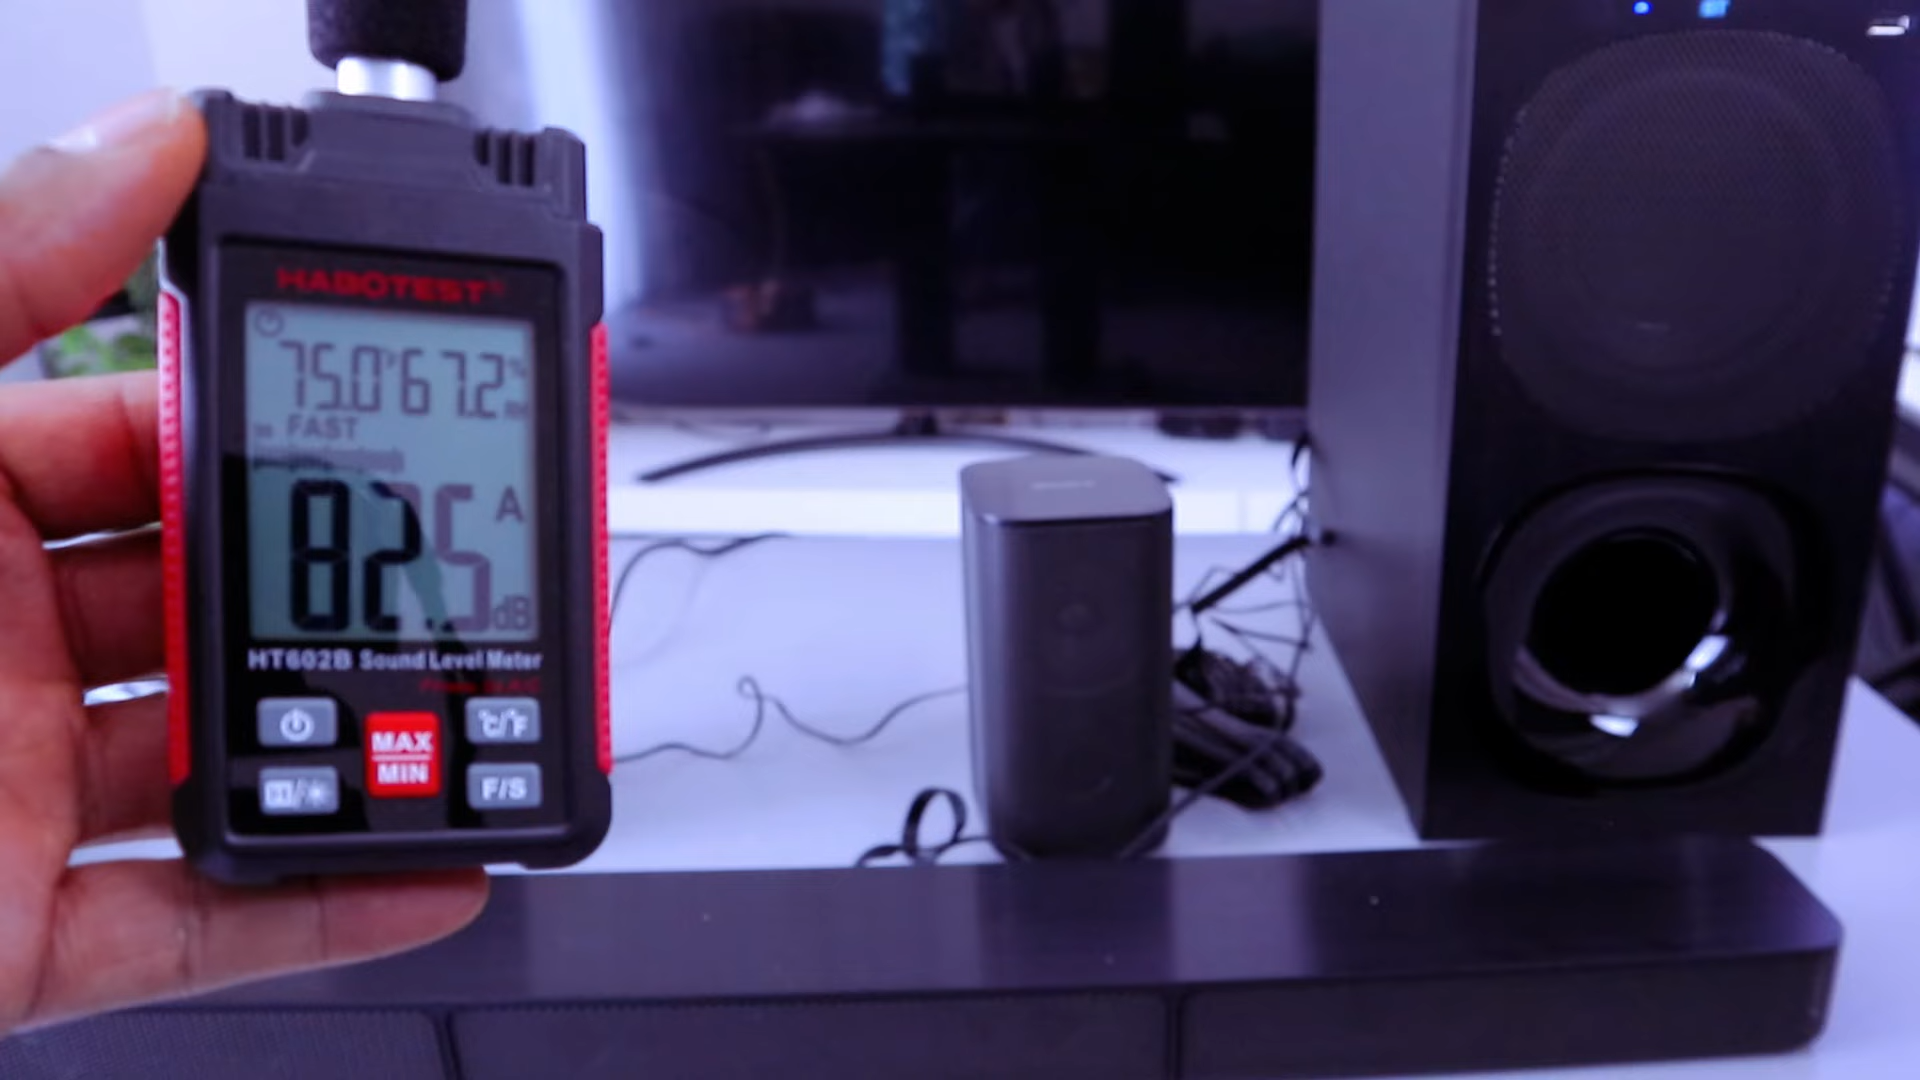 HABOTEST
75.0°F 67.2%
FAST
82.5 A
dB
HT602B Sound Level Meter
MAX
MIN
°C/°F
F/S